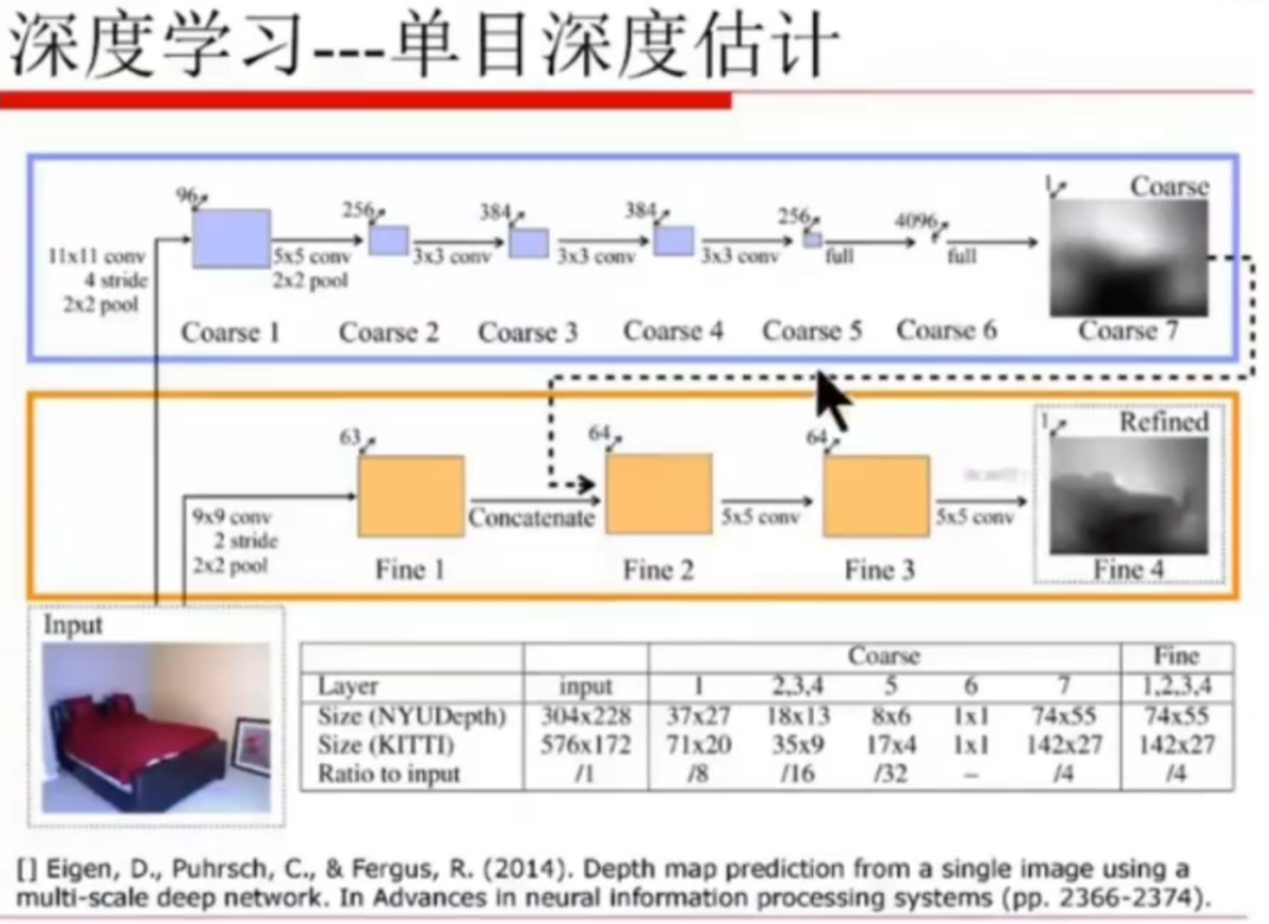 深度学习---单目深度估计
96 256 384 384 256 4096 1 Coarse
11x11 conv
4 stride
2x2 pool
5x5 conv
2x2 pool
3x3 conv
3x3 conv
3x3 conv
full
full
Coarse 1 Coarse 2 Coarse 3 Coarse 4 Coarse 5 Coarse 6 Coarse 7
63 64 64 1 Refined
9x9 conv
2 stride
2x2 pool
Concatenate
5x5 conv
5x5 conv
Fine 1 Fine 2 Fine 3 Fine 4
Input
Coarse Fine
Layer input 1 2,3,4 5 6 7 1,2,3,4
Size (NYUDepth) 304x228 37x27 18x13 8x6 1x1 74x55 74x55
Size (KITTI) 576x172 71x20 35x9 17x4 1x1 142x27 142x27
Ratio to input /1 /8 /16 /32 – /4 /4
[] Eigen, D., Puhrsch, C., & Fergus, R. (2014). Depth map prediction from a single image using a
multi-scale deep network. In Advances in neural information processing systems (pp. 2366-2374).